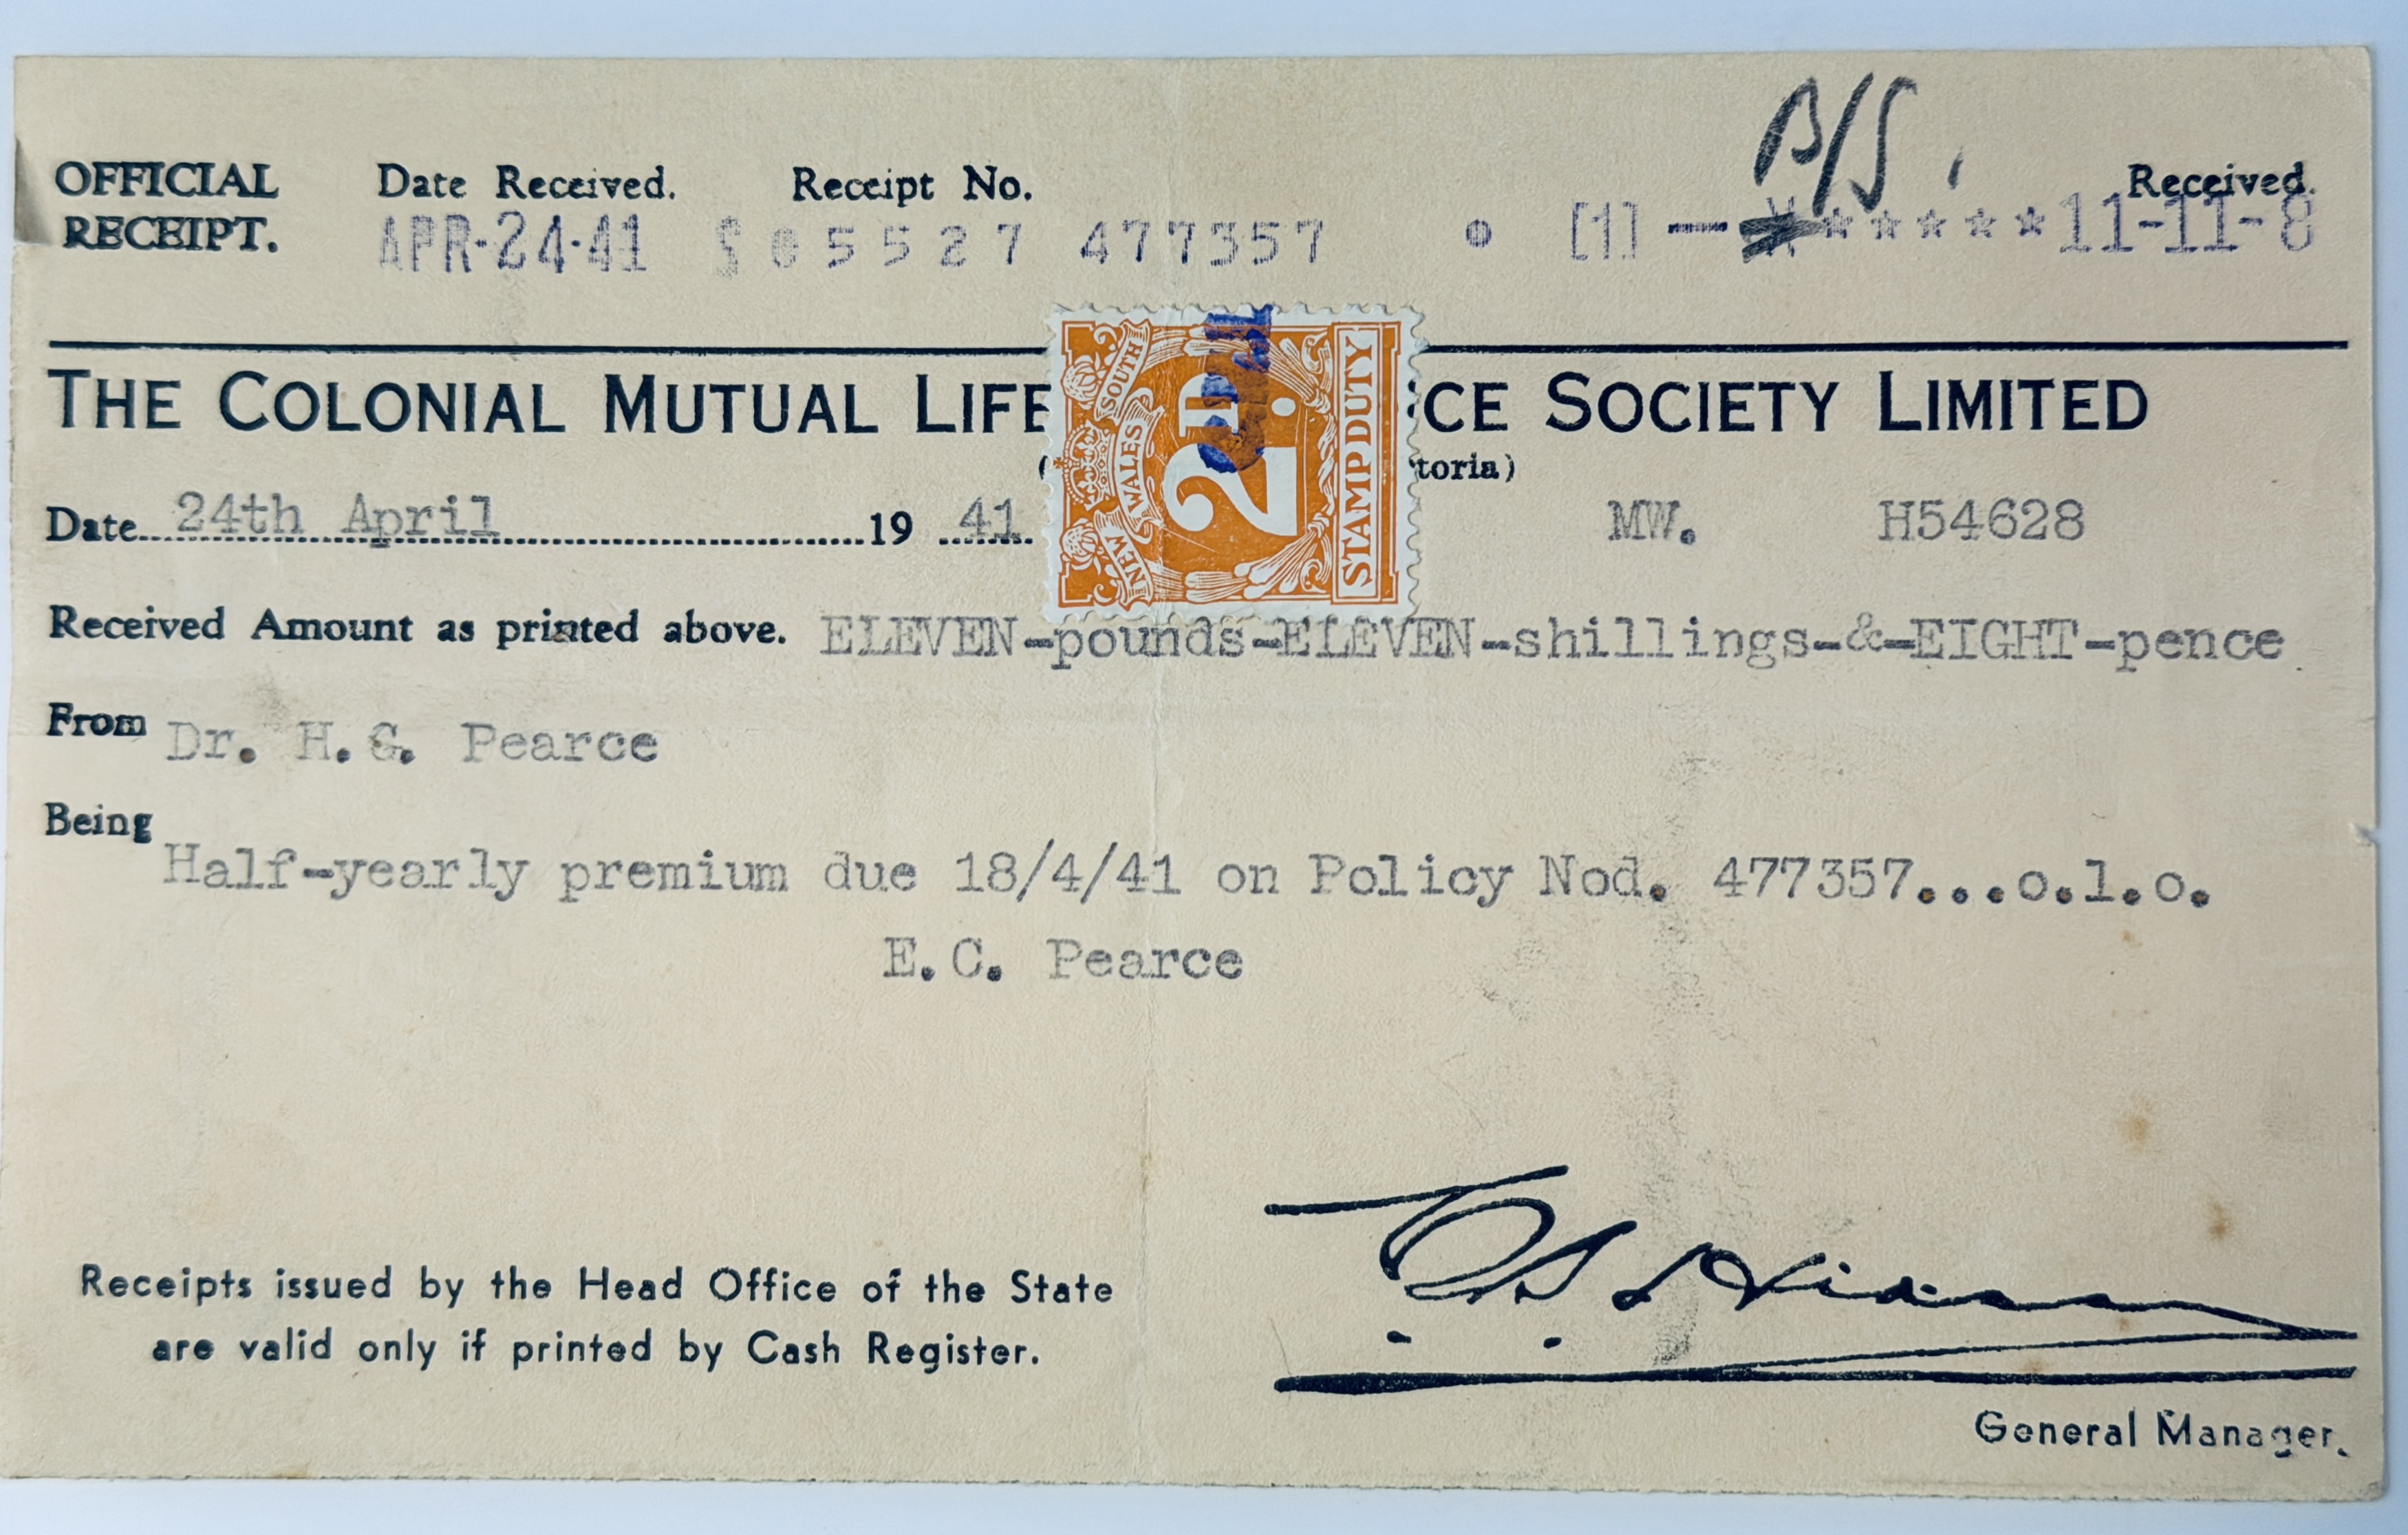 B/S.
OFFICIAL Date Received. Receipt No. Received.
RECEIPT. APR-24-41 S 05527 477357 [1] — ******11-11-8
THE COLONIAL MUTUAL LIFE CE SOCIETY LIMITED
toria)
NEW SOUTH WALES
2D.
STAMP DUTY
Date 24th April 19 41 MW. H54628
Received Amount as printed above. ELEVEN-pounds-ELEVEN-shillings-&-EIGHT-pence
From Dr. H.G. Pearce
Being
Half-yearly premium due 18/4/41 on Policy Nod. 477357...o.l.o.
E.C. Pearce
Receipts issued by the Head Office of the State
are valid only if printed by Cash Register.
General Manager.